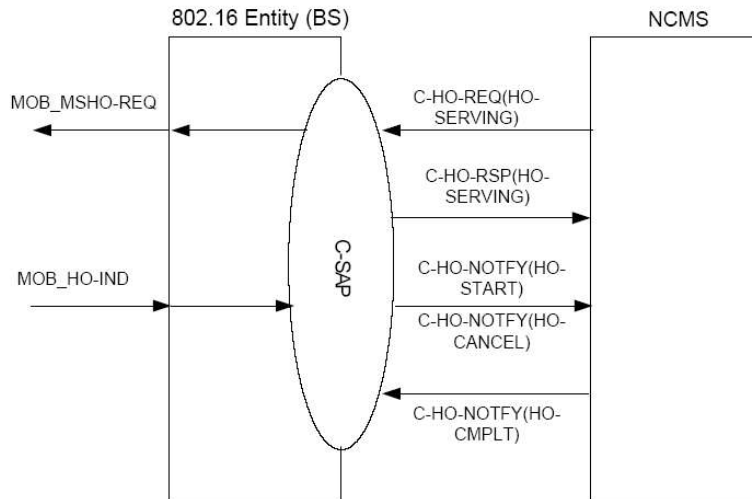 802.16 Entity (BS)
NCMS
MOB_MSHO-REQ
C-HO-REQ(HO-
SERVING)
C-HO-RSP(HO-
SERVING)
C-SAP
MOB_HO-IND
C-HO-NOTFY(HO-
START)
C-HO-NOTFY(HO-
CANCEL)
C-HO-NOTFY(HO-
CMPLT)